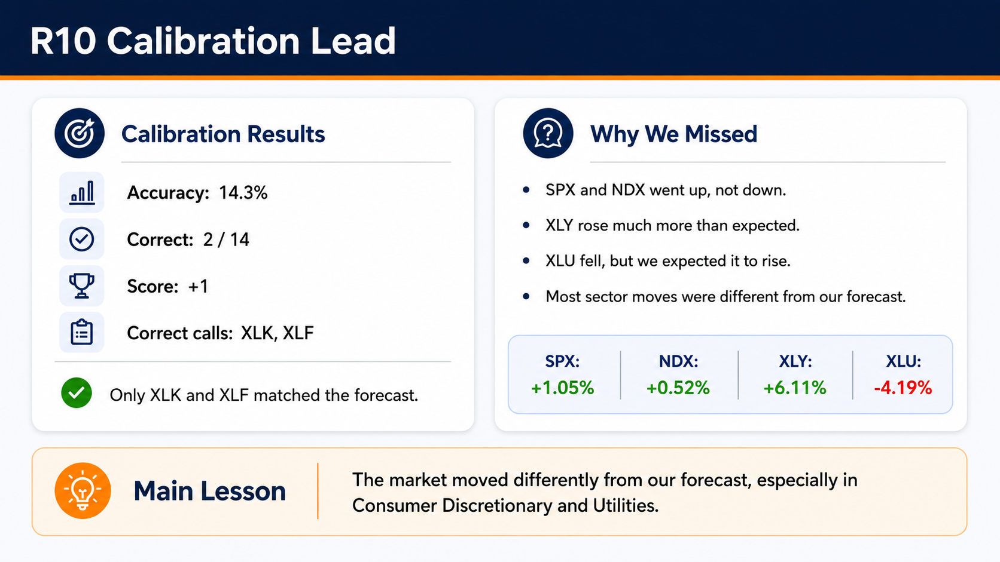 R10 Calibration Lead
Calibration Results
Accuracy: 14.3%
Correct: 2 / 14
Score: +1
Correct calls: XLK, XLF
Only XLK and XLF matched the forecast.
Why We Missed
• SPX and NDX went up, not down.
• XLY rose much more than expected.
• XLU fell, but we expected it to rise.
• Most sector moves were different from our forecast.
SPX: NDX: XLY: XLU:
+1.05% +0.52% +6.11% -4.19%
Main Lesson
The market moved differently from our forecast, especially in
Consumer Discretionary and Utilities.